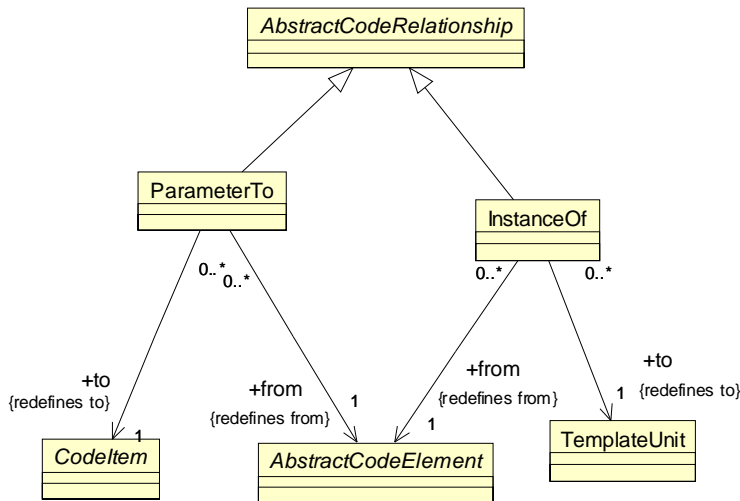 AbstractCodeRelationship
ParameterTo
InstanceOf
0..*
0..*
0..*
0..*
+to
{redefines to}
1
+from
{redefines from}
1
+from
{redefines from}
1
+to
{redefines to}
1
CodeItem
AbstractCodeElement
TemplateUnit